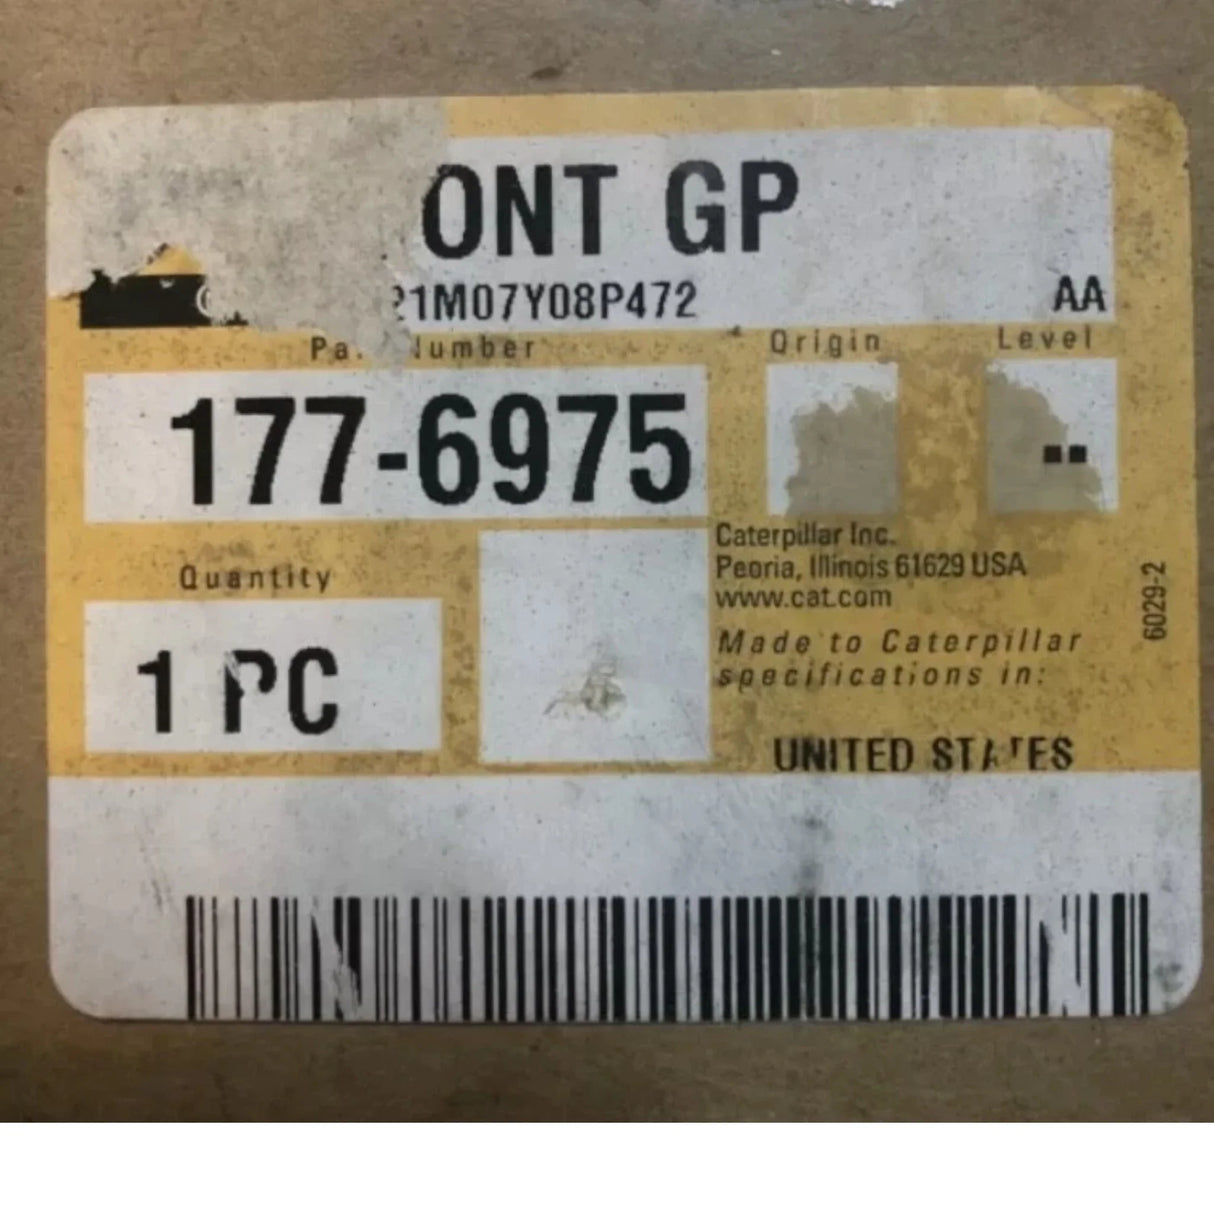 ONT GP
21M07Y08P472 AA
Origin Level
177-6975
Caterpillar Inc.
Quantity
Peoria, Illinois 61629 USA
www.cat.com
6029-2
1 PC
Made to Caterpillar
specifications in:
UNITED STATES